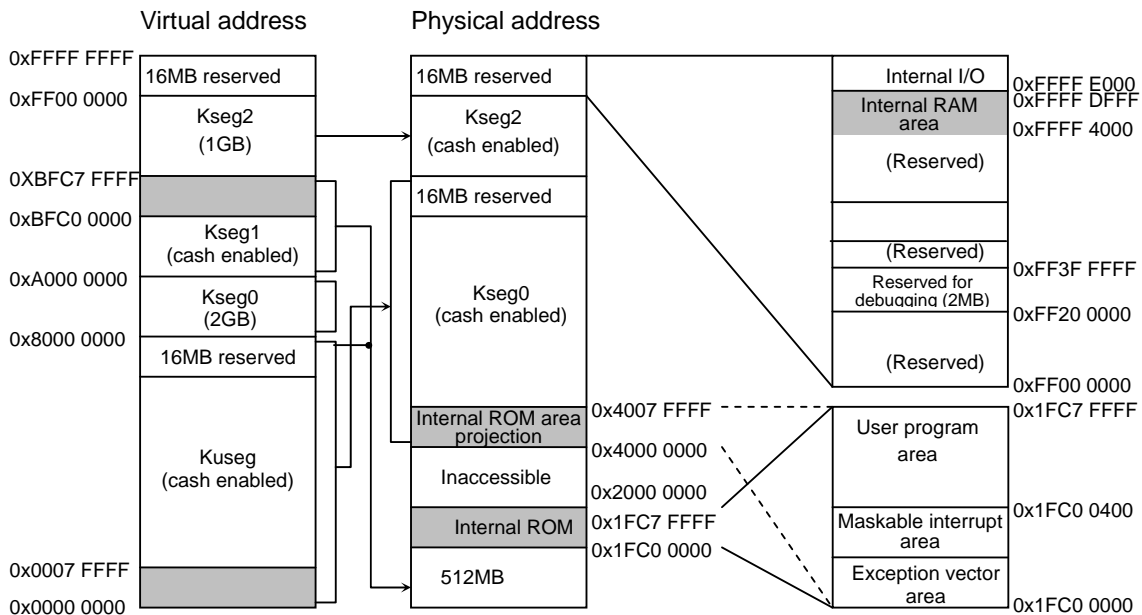 Virtual address
Physical address
0xFFFF FFFF
16MB reserved
0xFF00 0000
Kseg2
(1GB)
0XBFC7 FFFF
0xBFC0 0000
Kseg1
(cash enabled)
0xA000 0000
Kseg0
(2GB)
0x8000 0000
16MB reserved
Kuseg
(cash enabled)
0x0007 FFFF
0x0000 0000
16MB reserved
Kseg2
(cash enabled)
16MB reserved
Kseg0
(cash enabled)
Internal ROM area
projection
0x4007 FFFF
0x4000 0000
Inaccessible
0x2000 0000
Internal ROM
0x1FC7 FFFF
0x1FC0 0000
512MB
Internal I/O
0xFFFF E000
Internal RAM
area
0xFFFF DFFF
0xFFFF 4000
(Reserved)
(Reserved)
0xFF3F FFFF
Reserved for
debugging (2MB)
0xFF20 0000
(Reserved)
0xFF00 0000
0x1FC7 FFFF
User program
area
0x1FC0 0400
Maskable interrupt
area
Exception vector
area
0x1FC0 0000